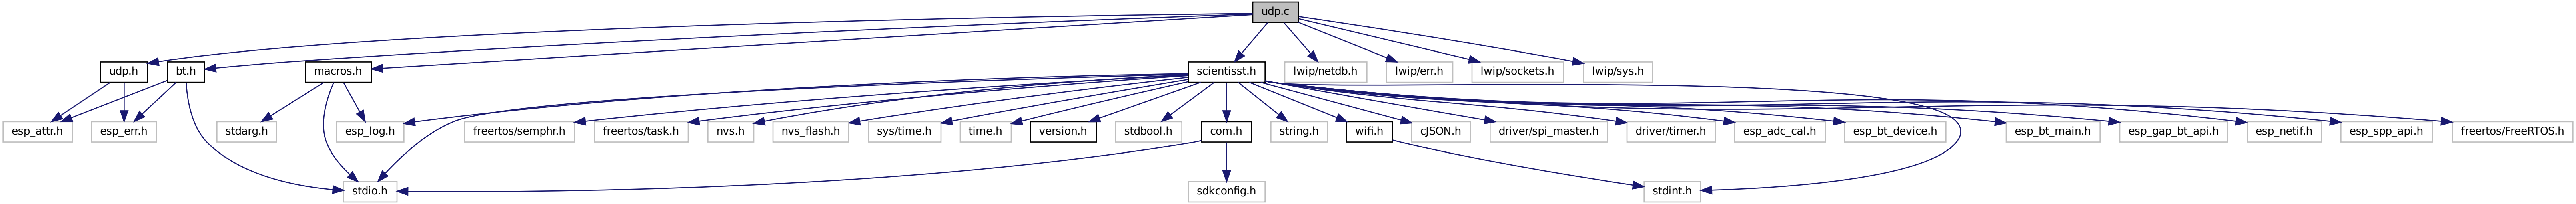 udp.c
udp.h
bt.h
macros.h
scientisst.h
lwip/netdb.h
lwip/err.h
lwip/sockets.h
lwip/sys.h
esp_attr.h
esp_err.h
stdarg.h
esp_log.h
freertos/semphr.h
freertos/task.h
nvs.h
nvs_flash.h
sys/time.h
time.h
version.h
stdbool.h
com.h
string.h
wifi.h
cJSON.h
driver/spi_master.h
driver/timer.h
esp_adc_cal.h
esp_bt_device.h
esp_bt_main.h
esp_gap_bt_api.h
esp_netif.h
esp_spp_api.h
freertos/FreeRTOS.h
stdio.h
sdkconfig.h
stdint.h